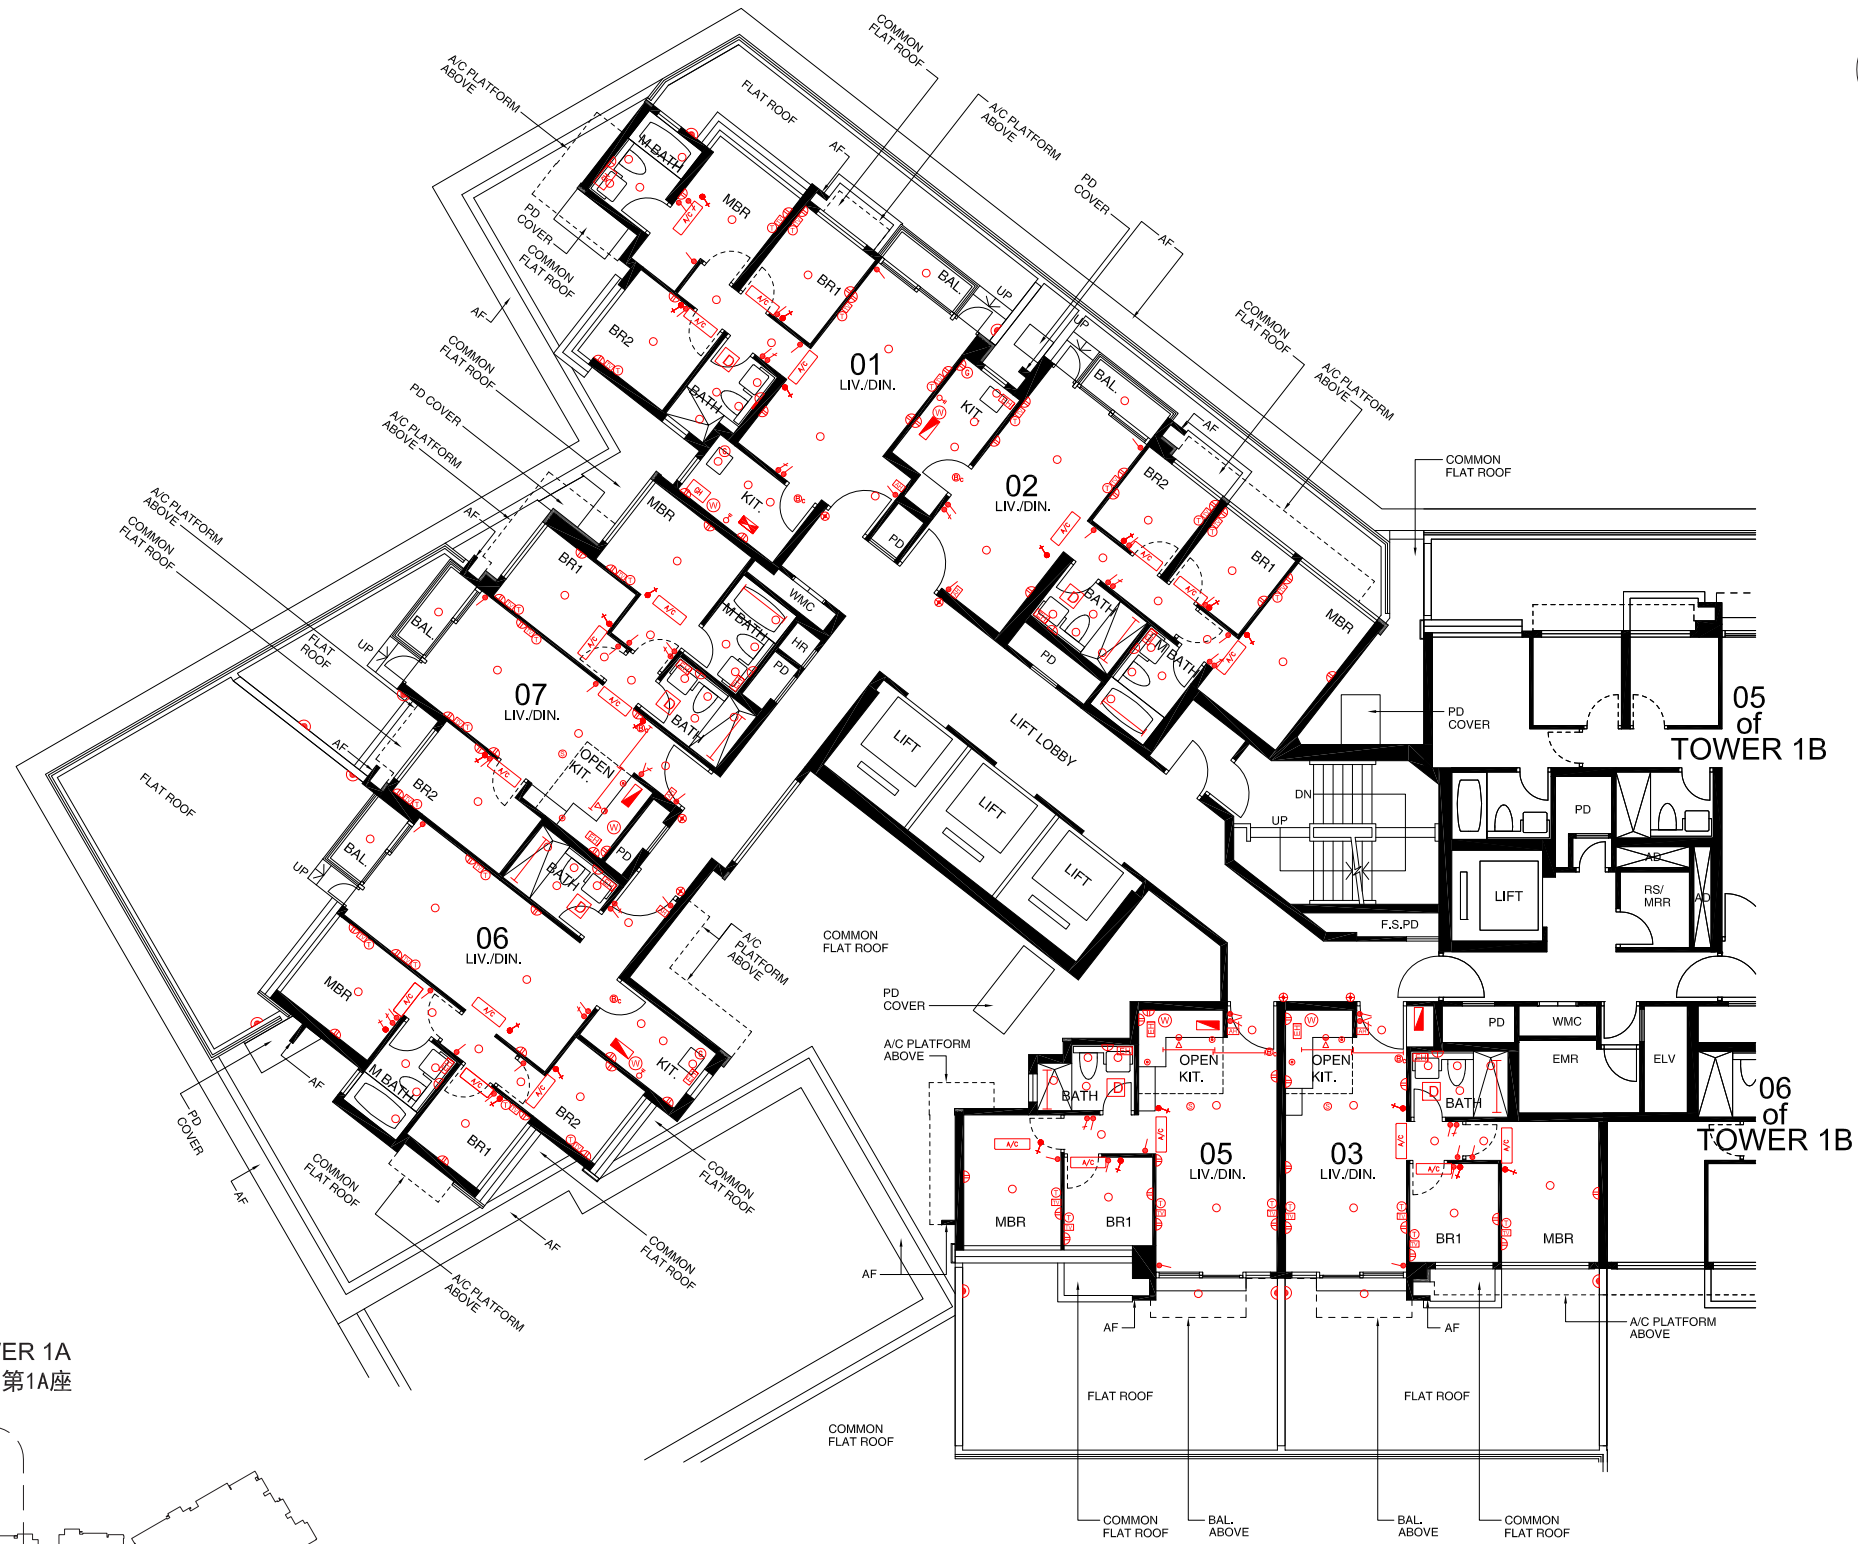 COMMON
FLAT ROOF
A/C PLATFORM
ABOVE
FLAT ROOF
A/C PLATFORM
ABOVE
AF
M BATH
MBR
PD
COVER
PD
COVER
COMMON
FLAT ROOF
AF
BR1
BAL.
UP
AF
BR2
COMMON
FLAT ROOF
01
LIV./DIN.
UP
COMMON
FLAT ROOF
A/C PLATFORM
ABOVE
BAL.
AF
PD COVER
A/C PLATFORM
ABOVE
BATH
KIT.
COMMON
FLAT ROOF
BR2
02
LIV./DIN.
KIT.
MBR
PD
BR1
MBR
A/C PLATFORM
ABOVE
COMMON
FLAT ROOF
AF
BR1
WMC
BATH
M BATH
HR
PD
PD
M BATH
BAL.
UP
FLAT
ROOF
07
LIV./DIN.
BATH
LIFT LOBBY
PD
COVER
05
of
TOWER 1B
LIFT
LIFT
LIFT
DN
UP
PD
AD
RS/
MRR
AD
LIFT
F.S.PD
AF
FLAT ROOF
OPEN
KIT.
BR2
PD
BAL.
UP
BATH
06
LIV./DIN.
A/C
PLATFORM
ABOVE
COMMON
FLAT ROOF
PD
COVER
MBR
KIT.
M BATH
BR1
BR2
AF
PD
COVER
AF
COMMON
FLAT ROOF
COMMON
FLAT ROOF
AF
COMMON
FLAT ROOF
A/C PLATFORM
ABOVE
A/C PLATFORM
ABOVE
OPEN
KIT.
OPEN
KIT.
PD
WMC
EMR
ELV
BATH
BATH
06
of
TOWER 1B
05
LIV./DIN.
03
LIV./DIN.
MBR
BR1
BR1
MBR
AF
AF
AF
A/C PLATFORM
ABOVE
FLAT ROOF
FLAT ROOF
COMMON
FLAT ROOF
COMMON
FLAT ROOF
BAL.
ABOVE
BAL.
ABOVE
COMMON
FLAT ROOF
ER 1A
第1A座